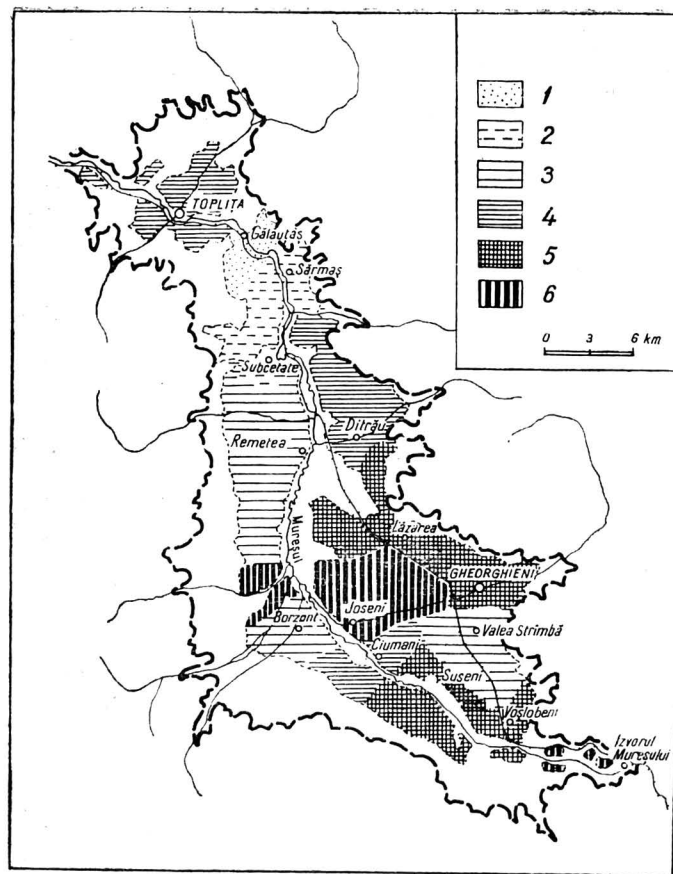 1
2
3
4
5
6
0 3 6 km
TOPLIȚA
Gălăuțăș
Sărmaș
Subcetate
Ditrău
Remetea
Mureșul
Lăzarea
GHEORGHIENI
Joseni
Borzont
Valea Strîmbă
Ciumani
Suseni
Voșlobeni
Izvorul
Mureșului